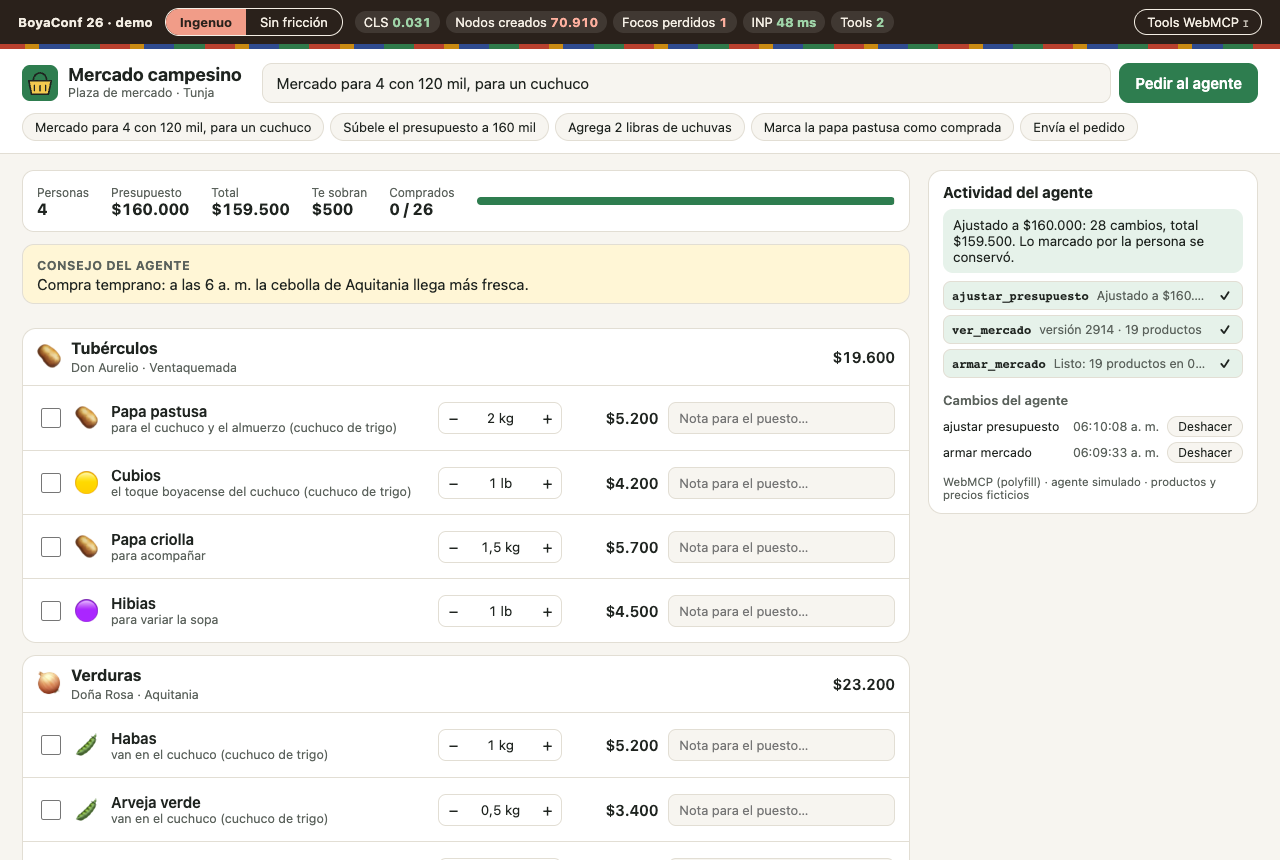 BoyaConf 26 · demo
Ingenuo
Sin fricción
CLS 0.031
Nodos creados 70.910
Focos perdidos 1
INP 48 ms
Tools 2
Tools WebMCP
Mercado campesino
Plaza de mercado · Tunja
Mercado para 4 con 120 mil, para un cuchuco
Pedir al agente
Mercado para 4 con 120 mil, para un cuchuco
Súbele el presupuesto a 160 mil
Agrega 2 libras de uchuvas
Marca la papa pastusa como comprada
Envía el pedido
Personas
4
Presupuesto
$160.000
Total
$159.500
Te sobran
$500
Comprados
0 / 26
CONSEJO DEL AGENTE
Compra temprano: a las 6 a. m. la cebolla de Aquitania llega más fresca.
Tubérculos
Don Aurelio · Ventaquemada
$19.600
Papa pastusa
para el cuchuco y el almuerzo (cuchuco de trigo)
− 2 kg +
$5.200
Nota para el puesto…
Cubios
el toque boyacense del cuchuco (cuchuco de trigo)
− 1 lb +
$4.200
Nota para el puesto…
Papa criolla
para acompañar
− 1,5 kg +
$5.700
Nota para el puesto…
Hibias
para variar la sopa
− 1 lb +
$4.500
Nota para el puesto…
Verduras
Doña Rosa · Aquitania
$23.200
Habas
van en el cuchuco (cuchuco de trigo)
− 1 kg +
$5.200
Nota para el puesto…
Arveja verde
van en el cuchuco (cuchuco de trigo)
− 0,5 kg +
$3.400
Nota para el puesto…
Actividad del agente
Ajustado a $160.000: 28 cambios, total
$159.500. Lo marcado por la persona se
conservó.
ajustar_presupuesto Ajustado a $160.… ✓
ver_mercado versión 2914 · 19 productos ✓
armar_mercado Listo: 19 productos en 0… ✓
Cambios del agente
ajustar presupuesto 06:10:08 a. m. Deshacer
armar mercado 06:09:33 a. m. Deshacer
WebMCP (polyfill) · agente simulado · productos y
precios ficticios